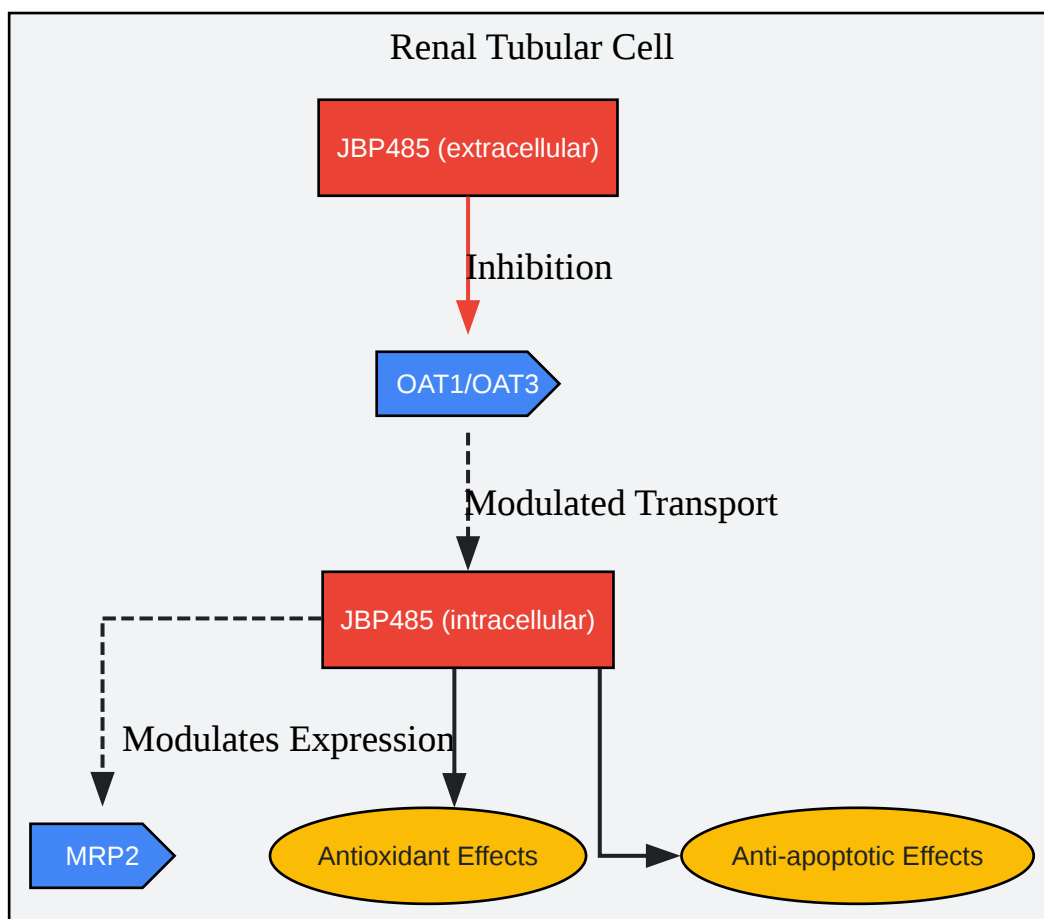 Renal Tubular Cell
JBP485 (extracellular)
Inhibition
OAT1/OAT3
Modulated Transport
JBP485 (intracellular)
Modulates Expression
MRP2
Antioxidant Effects
Anti-apoptotic Effects